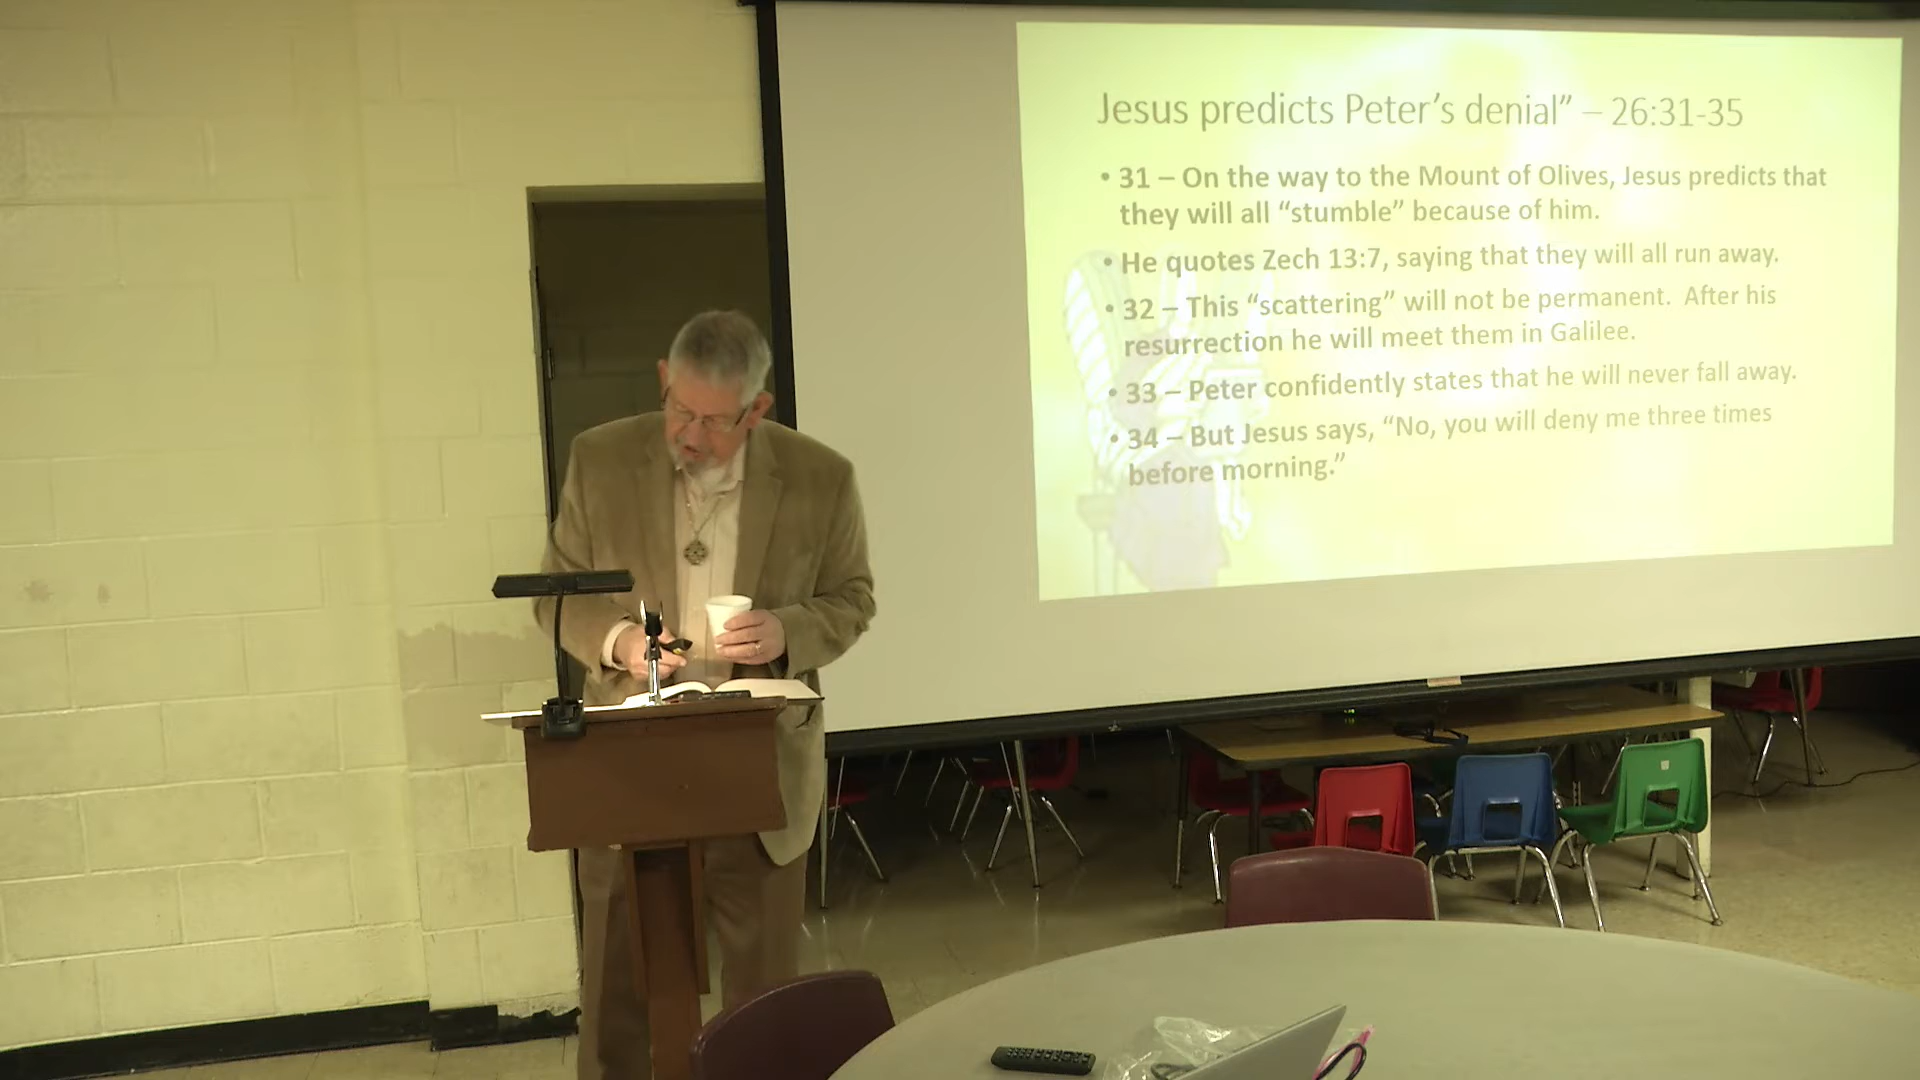 Jesus predicts Peter’s denial” – 26:31-35
• 31 – On the way to the Mount of Olives, Jesus predicts that
they will all “stumble” because of him.
• He quotes Zech 13:7, saying that they will all run away.
• 32 – This “scattering” will not be permanent. After his
resurrection he will meet them in Galilee.
• 33 – Peter confidently states that he will never fall away.
• 34 – But Jesus says, “No, you will deny me three times
before morning.”